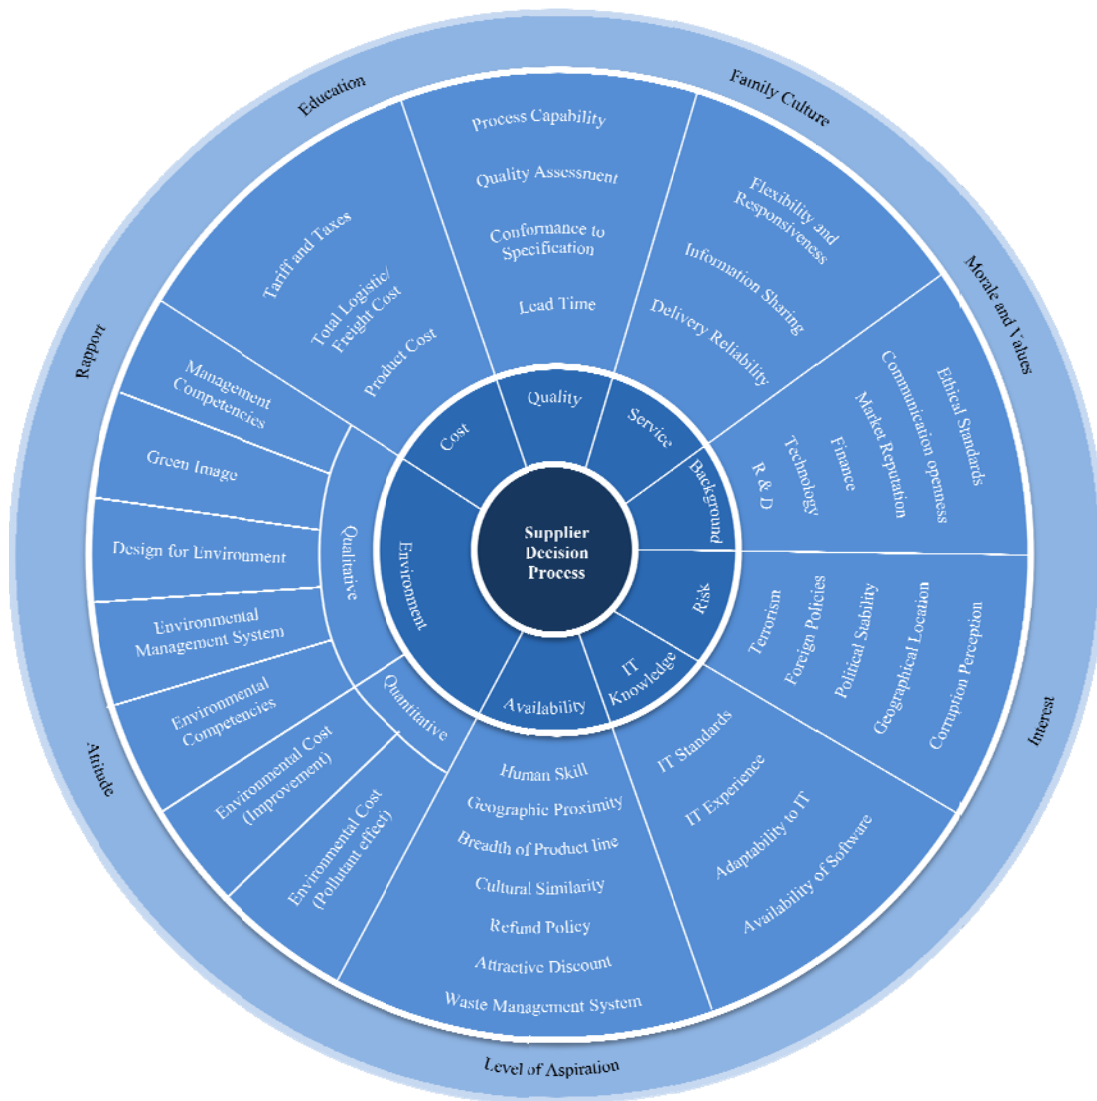 Education
Family Culture
Morale and Values
Interest
Level of Aspiration
Attitude
Rapport
Process Capability
Quality Assessment
Conformance to
Specification
Lead Time
Flexibility and
Responsiveness
Information Sharing
Delivery Reliability
Ethical Standards
Communication openness
Market Reputation
Finance
Technology
R & D
Terrorism
Foreign Policies
Political Stability
Geographical Location
Corruption Perception
IT Standards
IT Experience
Adaptability to IT
Availability of Software
Human Skill
Geographic Proximity
Breadth of Product line
Cultural Similarity
Refund Policy
Attractive Discount
Waste Management System
Environmental Cost
(Pollutant effect)
Environmental Cost
(Improvement)
Environmental
Competencies
Environmental
Management System
Design for Environment
Green Image
Management
Competencies
Tariff and Taxes
Total Logistic/
Freight Cost
Product Cost
Qualitative
Quantitative
Cost
Quality
Service
Background
Risk
IT
Knowledge
Availability
Environment
Supplier
Decision
Process